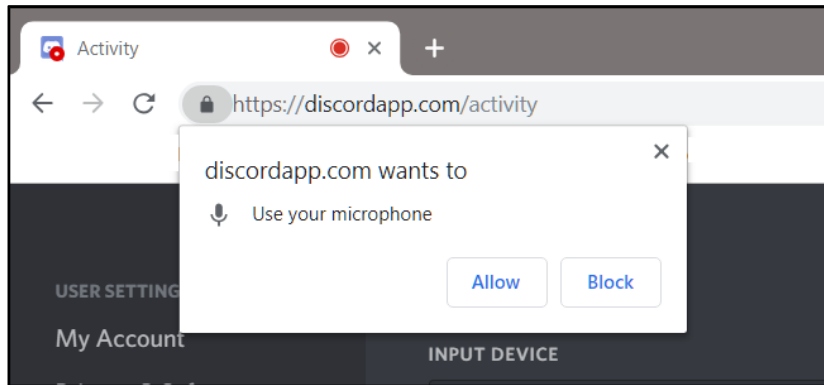 Activity
https://discordapp.com/activity
discordapp.com wants to
Use your microphone
Allow Block
USER SETTING
My Account
INPUT DEVICE